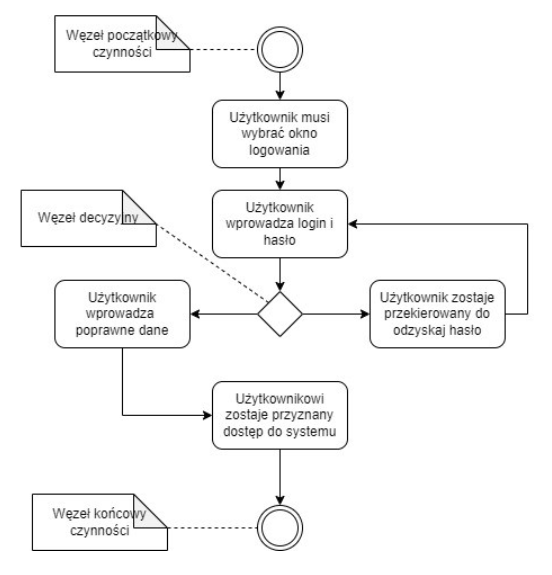 Węzeł początkowy
czynności
Użytkownik musi
wybrać okno
logowania
Użytkownik
wprowadza login i
hasło
Węzeł decyzyjny
Użytkownik
wprowadza
poprawne dane
Użytkownik zostaje
przekierowany do
odzyskaj hasło
Użytkownikowi
zostaje przyznany
dostęp do systemu
Węzeł końcowy
czynności